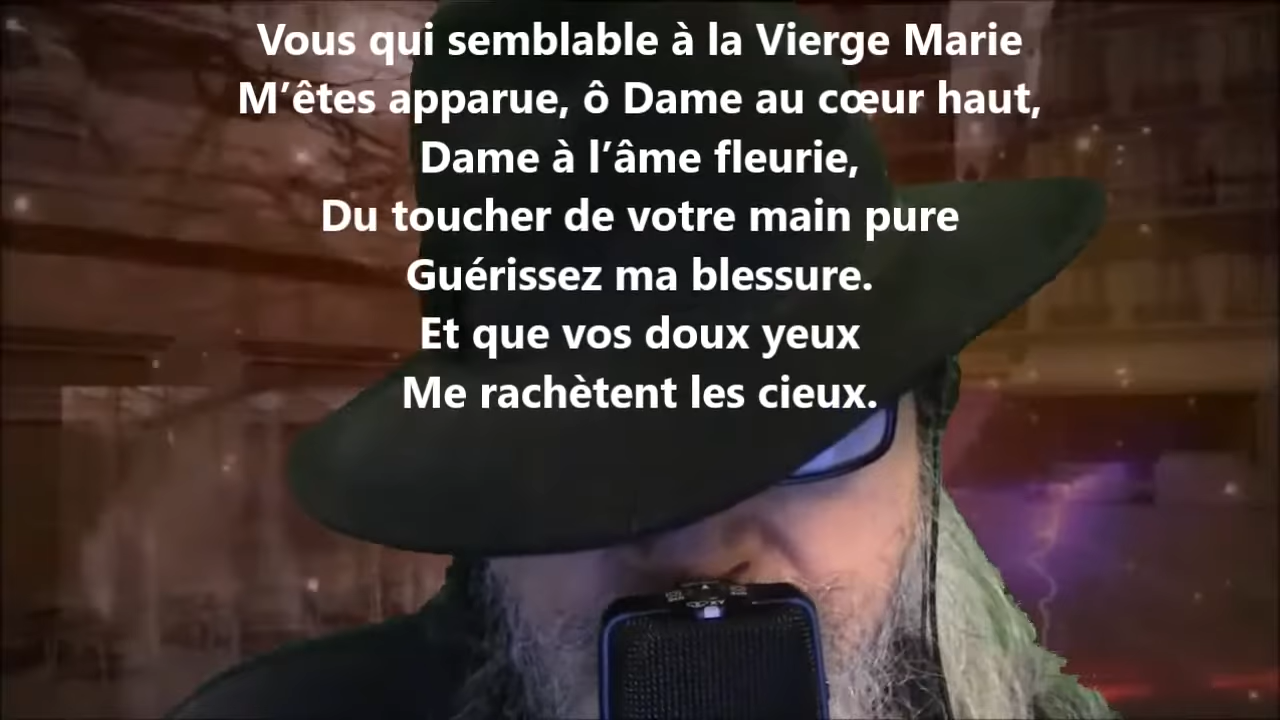 Vous qui semblable à la Vierge Marie
M’êtes apparue, ô Dame au cœur haut,
Dame à l’âme fleurie,
Du toucher de votre main pure
Guérissez ma blessure.
Et que vos doux yeux
Me rachètent les cieux.